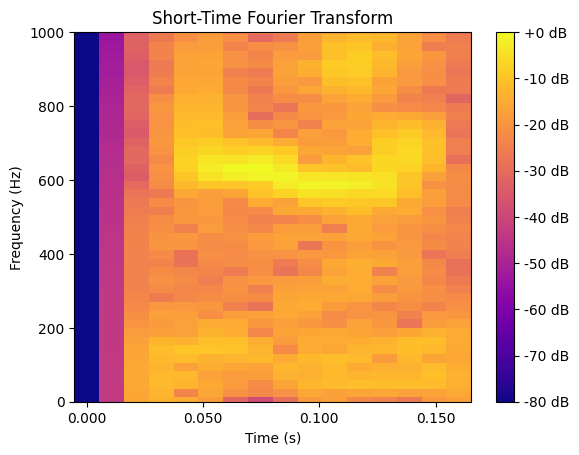 Short-Time Fourier Transform
1000
800
600
400
200
0
Frequency (Hz)
0.000
0.050
0.100
0.150
Time (s)
+0 dB
-10 dB
-20 dB
-30 dB
-40 dB
-50 dB
-60 dB
-70 dB
-80 dB